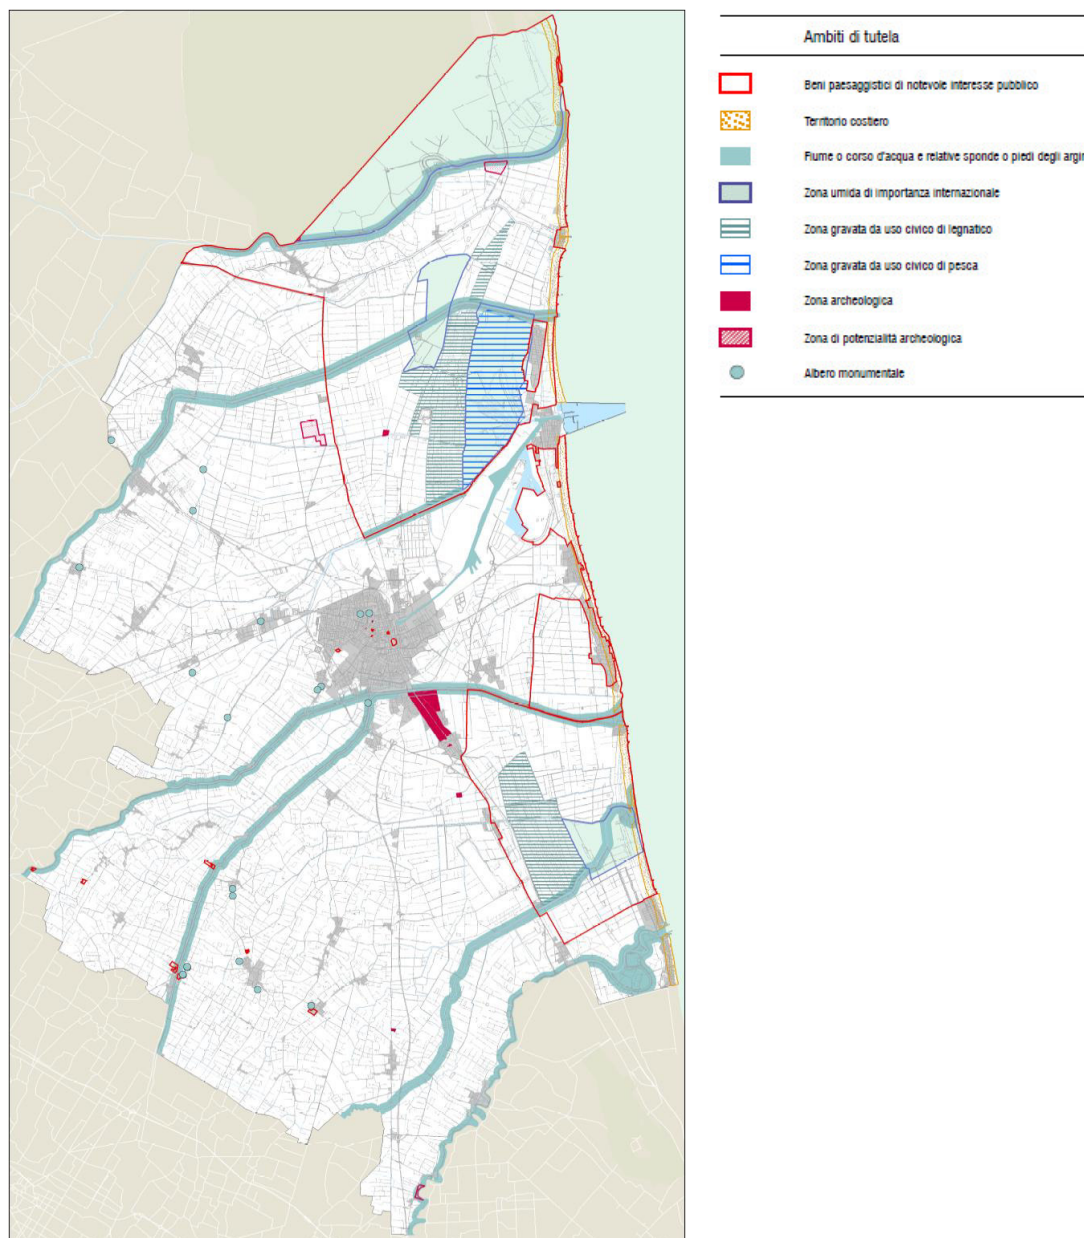 Ambiti di tutela
Beni paesaggistici di notevole interesse pubblico
Territorio costiero
Fiume o corso d'acqua e relative sponde o piedi degli argin
Zona umida di importanza internazionale
Zona gravata da uso civico di legnatico
Zona gravata da uso civico di pesca
Zona archeologica
Zona di potenzialità archeologica
Albero monumentale